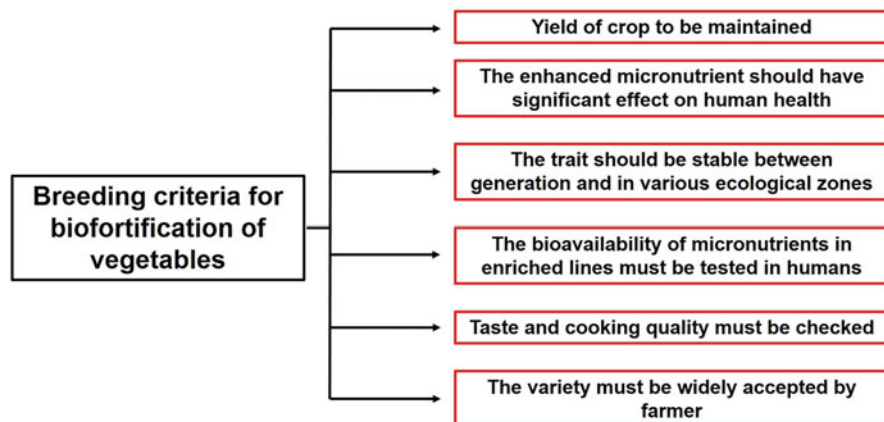 Yield of crop to be maintained
The enhanced micronutrient should have
significant effect on human health
The trait should be stable between
generation and in various ecological zones
Breeding criteria for
biofortification of
vegetables
The bioavailability of micronutrients in
enriched lines must be tested in humans
Taste and cooking quality must be checked
The variety must be widely accepted by
farmer